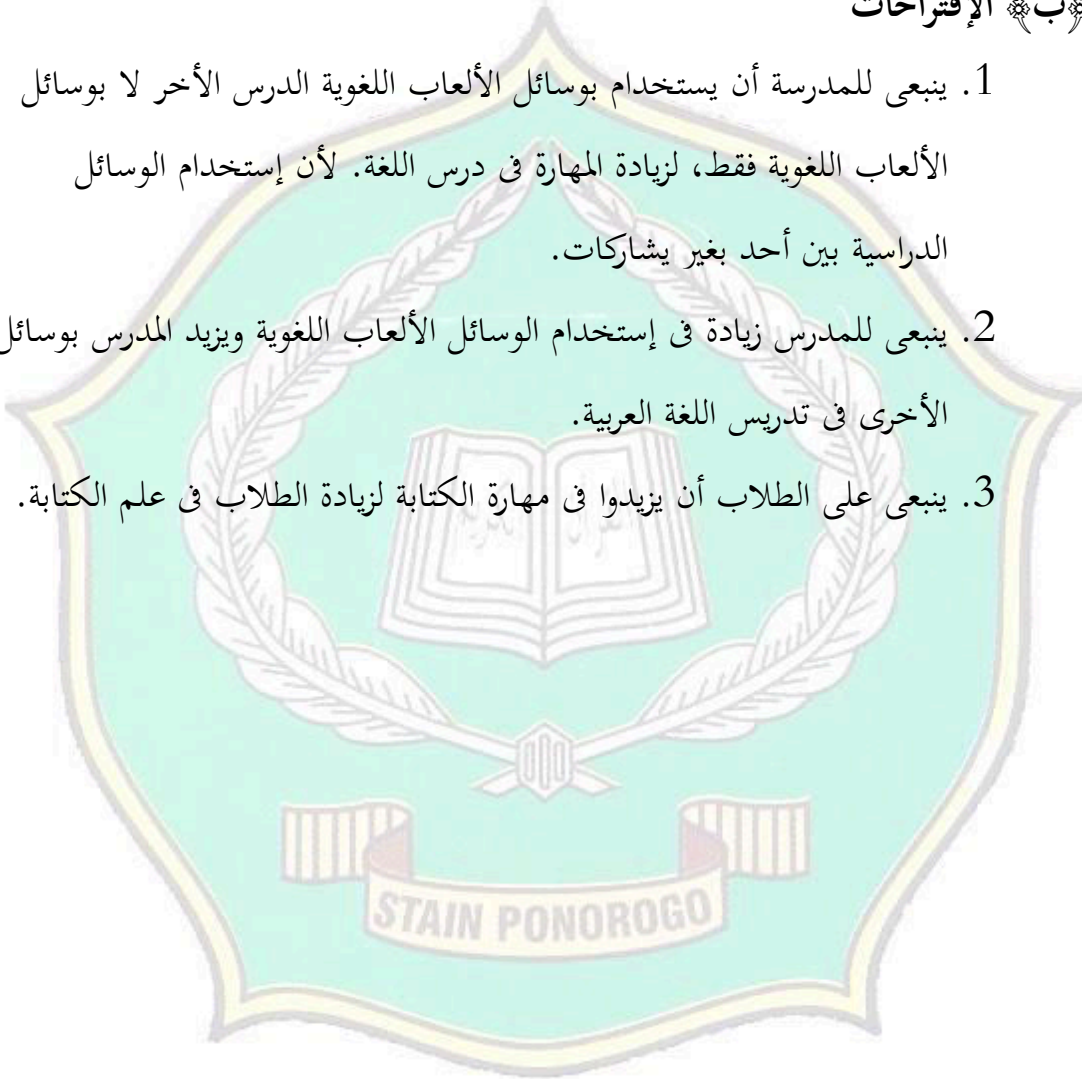 ﴿ب﴾ الإقتراحات
1. ينبعى للمدرسة أن يستخدام بوسائل الألعاب اللغوية الدرس الأخر لا بوسائل
الألعاب اللغوية فقط، لزيادة المهارة فى درس اللغة. لأن إستخدام الوسائل
الدراسية بين أحد بغير يشاركات.
2. ينبعى للمدرس زيادة فى إستخدام الوسائل الألعاب اللغوية ويزيد المدرس بوسائل
الأخرى فى تدريس اللغة العربية.
3. ينبعى على الطلاب أن يزيدوا فى مهارة الكتابة لزيادة الطلاب فى علم الكتابة.
STAIN PONOROGO